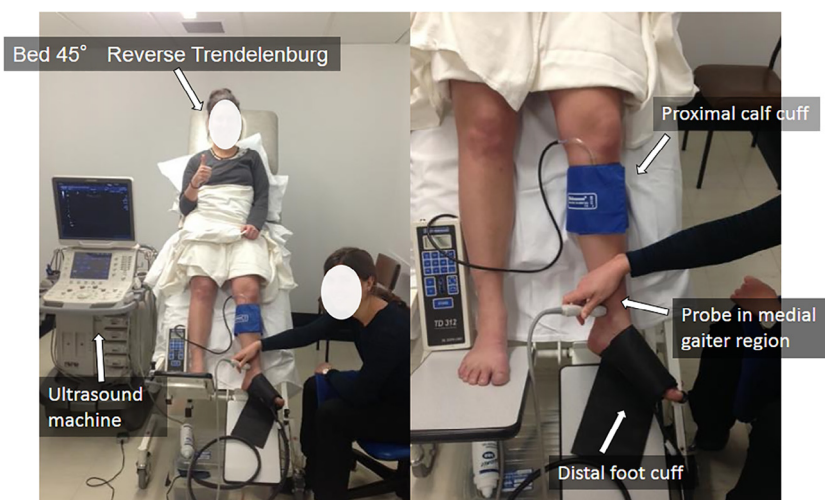 Bed 45° Reverse Trendelenburg
Proximal calf cuff
Probe in medial
gaiter region
Ultrasound
machine
Distal foot cuff
TD 312